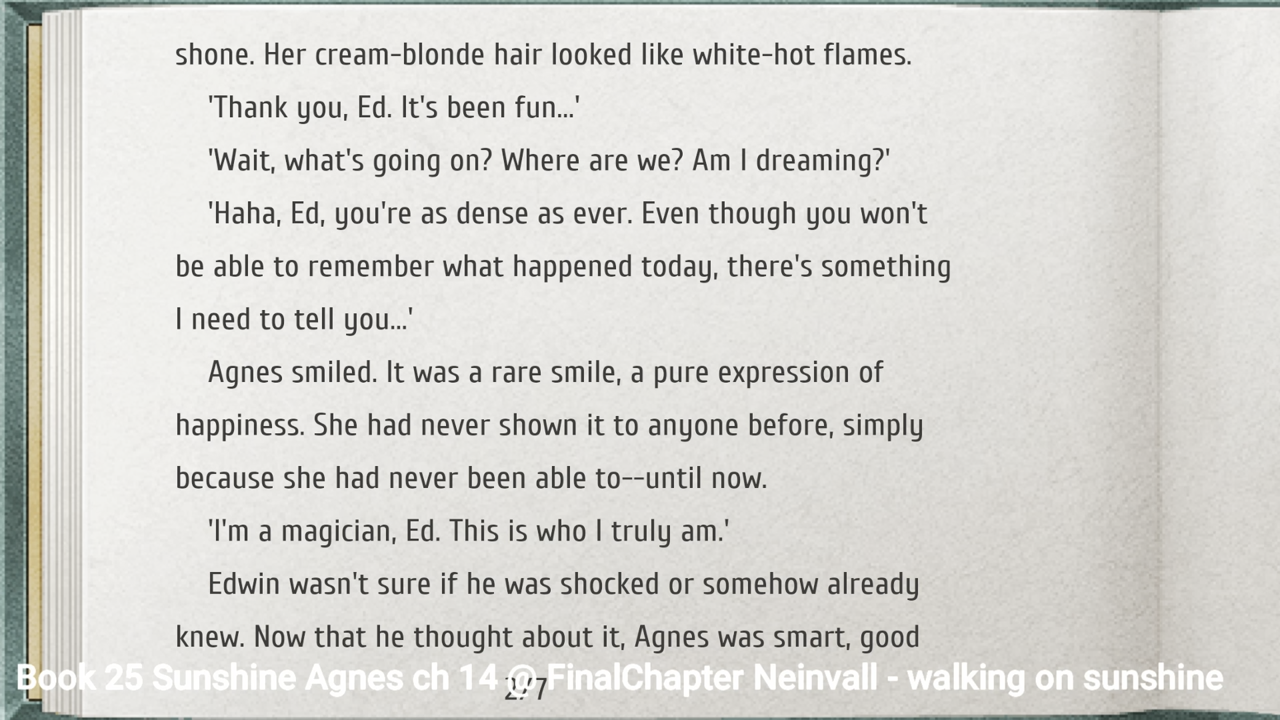 shone. Her cream-blonde hair looked like white-hot flames.
'Thank you, Ed. It's been fun...'
'Wait, what's going on? Where are we? Am I dreaming?'
'Haha, Ed, you're as dense as ever. Even though you won't
be able to remember what happened today, there's something
I need to tell you...'
Agnes smiled. It was a rare smile, a pure expression of
happiness. She had never shown it to anyone before, simply
because she had never been able to--until now.
'I'm a magician, Ed. This is who I truly am.'
Edwin wasn't sure if he was shocked or somehow already
knew. Now that he thought about it, Agnes was smart, good
Book 25 Sunshine Agnes ch 14 @ FinalChapter Neinvall - walking on sunshine